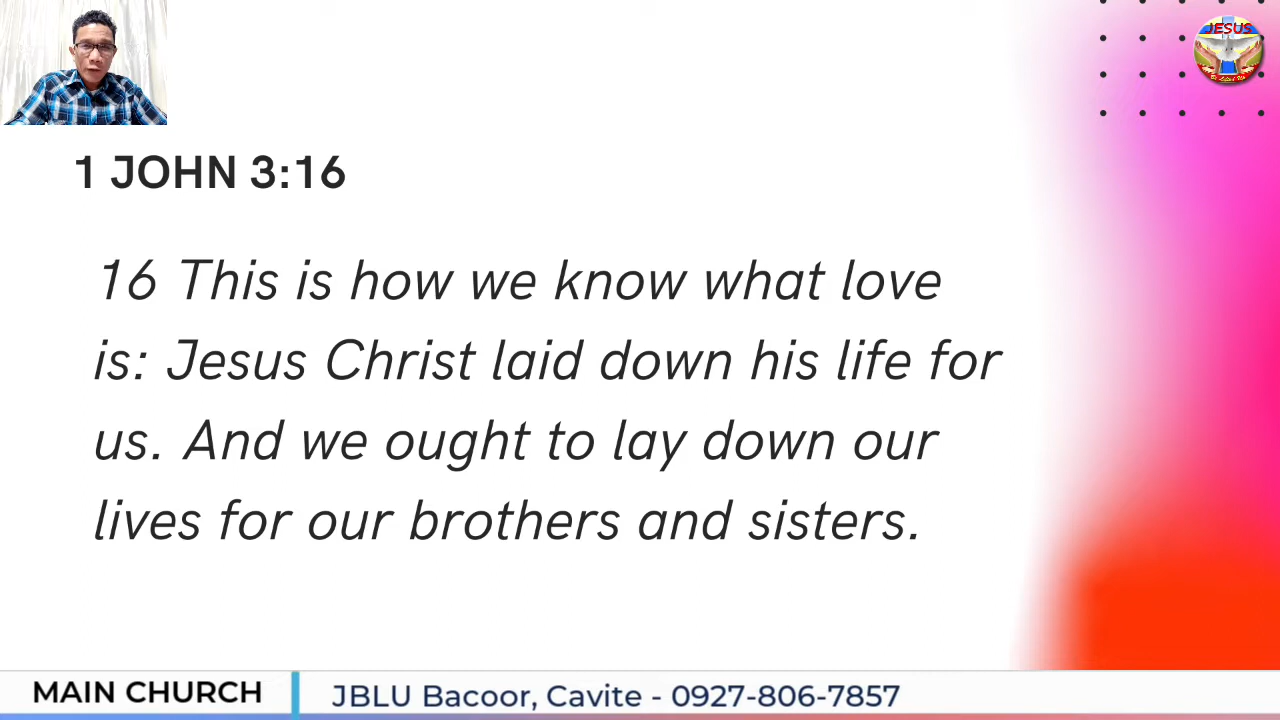 JESUS
1 JOHN 3:16
16 This is how we know what love
is: Jesus Christ laid down his life for
us. And we ought to lay down our
lives for our brothers and sisters.
MAIN CHURCH
JBLU Bacoor, Cavite - 0927-806-7857